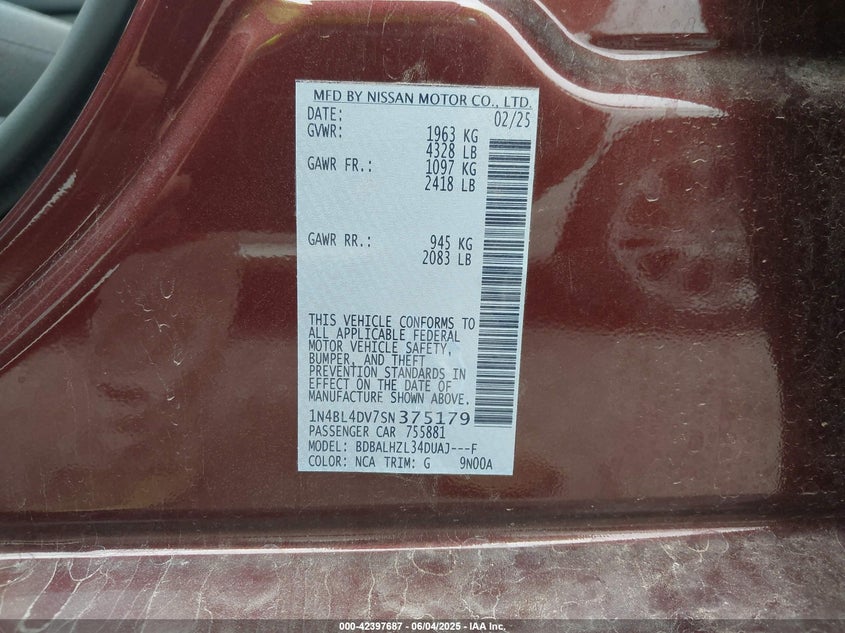 MFD BY NISSAN MOTOR CO., LTD.
DATE: 02/25
GVWR: 1963 KG
4328 LB
GAWR FR.: 1097 KG
2418 LB
GAWR RR.: 945 KG
2083 LB
THIS VEHICLE CONFORMS TO
ALL APPLICABLE FEDERAL
MOTOR VEHICLE SAFETY,
BUMPER, AND THEFT
PREVENTION STANDARDS IN
EFFECT ON THE DATE OF
MANUFACTURE SHOWN ABOVE.
1N4BL4DV7SN375179
PASSENGER CAR 755881
MODEL: BDBALHZL34DUAJ---F
COLOR: NCA TRIM: G 9N00A
000-42397687 - 06/04/2025 - IAA Inc.